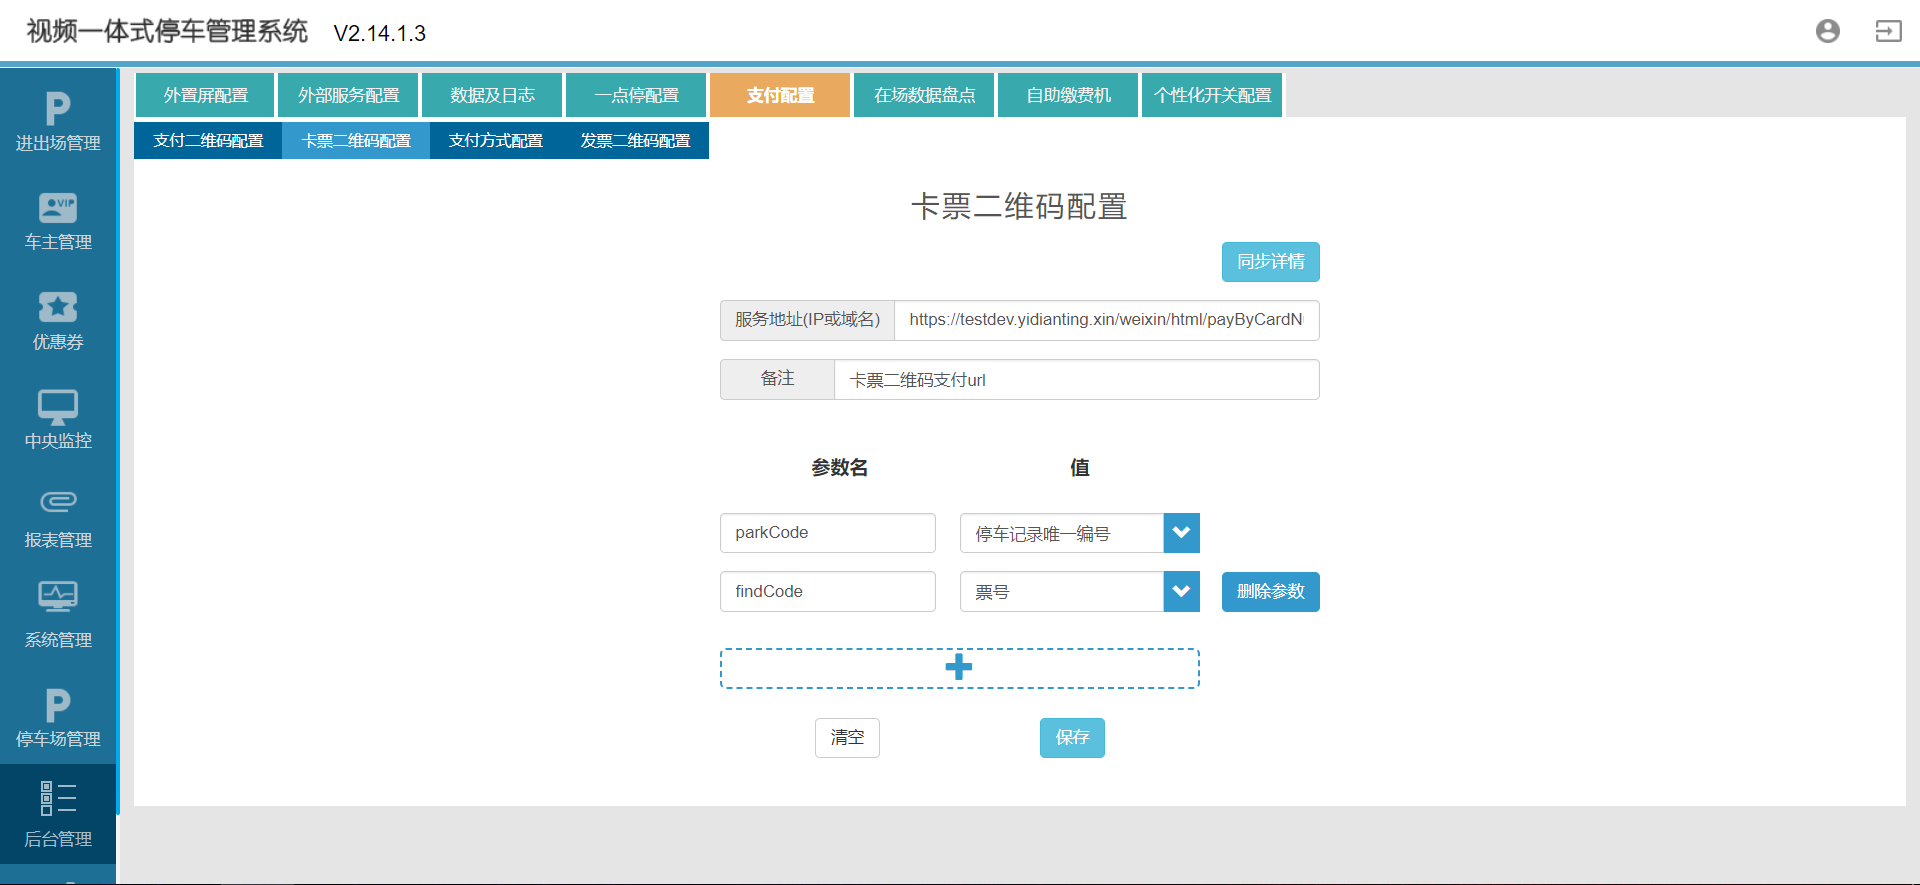 视频一体式停车管理系统 V2.14.1.3
进出场管理
VIP
车主管理
优惠券
中央监控
报表管理
系统管理
停车场管理
后台管理
外置屏配置 外部服务配置 数据及日志 一点停配置 支付配置 在场数据盘点 自助缴费机 个性化开关配置
支付二维码配置 卡票二维码配置 支付方式配置 发票二维码配置
卡票二维码配置
同步详情
服务地址(IP或域名) https://testdev.yidianting.xin/weixin/html/payByCardN
备注 卡票二维码支付url
参数名 值
parkCode 停车记录唯一编号
findCode 票号 删除参数
清空 保存